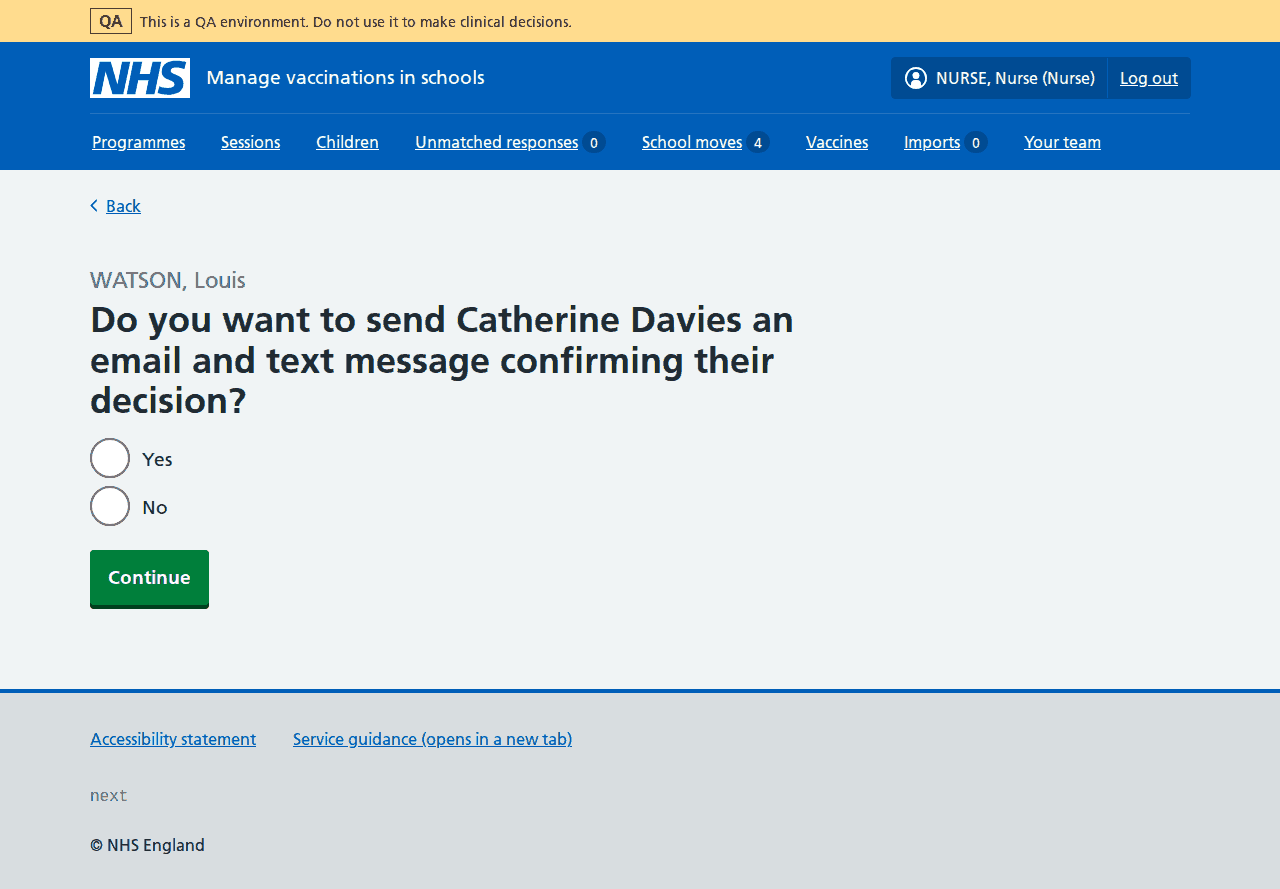 QA This is a QA environment. Do not use it to make clinical decisions.
NHS Manage vaccinations in schools NURSE, Nurse (Nurse) Log out
Programmes Sessions Children Unmatched responses 0 School moves 4 Vaccines Imports 0 Your team
Back
WATSON, Louis
Do you want to send Catherine Davies an
email and text message confirming their
decision?
Yes
No
Continue
Accessibility statement Service guidance (opens in a new tab)
next
© NHS England